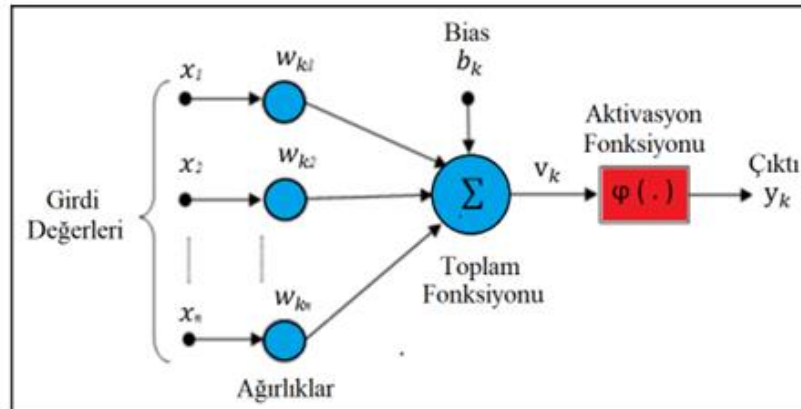 Bias
b_k
x_1
w_k1
Aktivasyon
Fonksiyonu
x_2
w_k2
Σ
v_k
φ(.)
Çıktı
y_k
Girdi
Değerleri
Toplam
Fonksiyonu
x_n
w_kn
Ağırlıklar